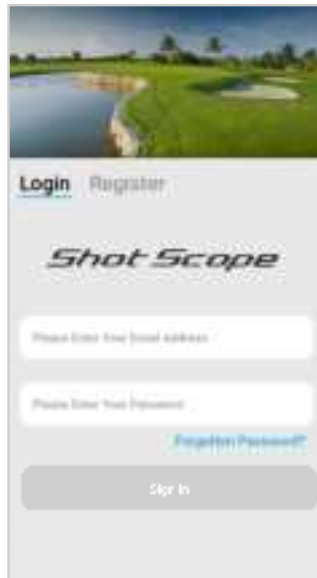 Login Register
Shot Scope
Please Enter Your Email Address
Please Enter Your Password
Forgotten Password?
Sign In